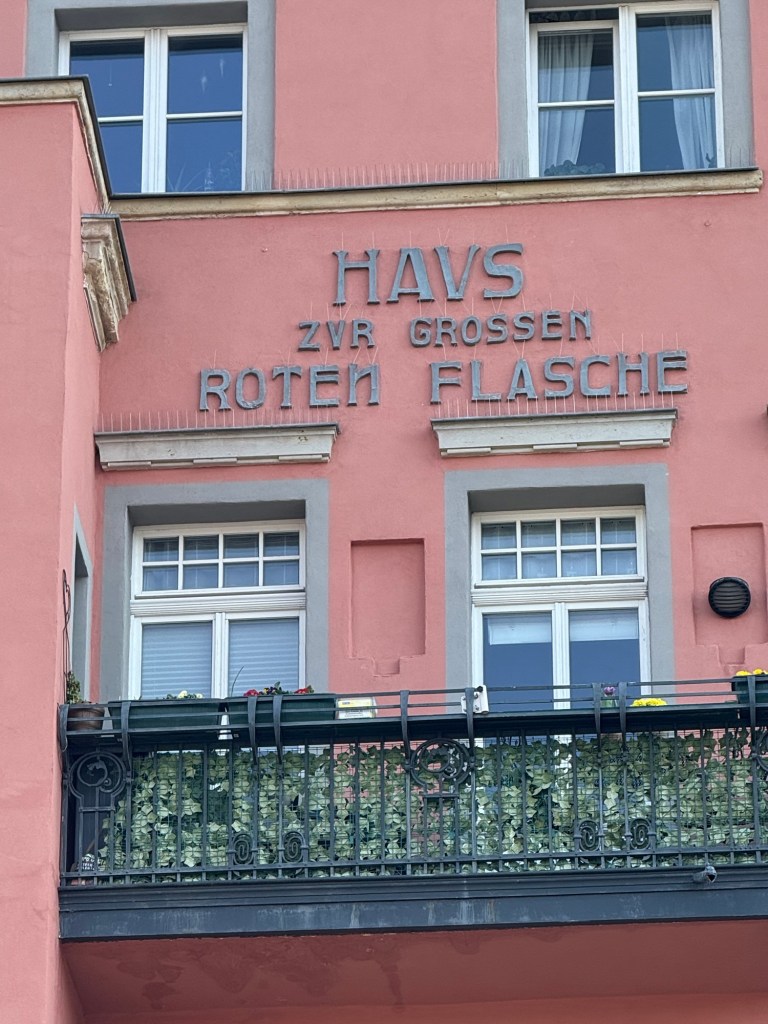 HAVS
ZVR GROSSEN
ROTEN FLASCHE